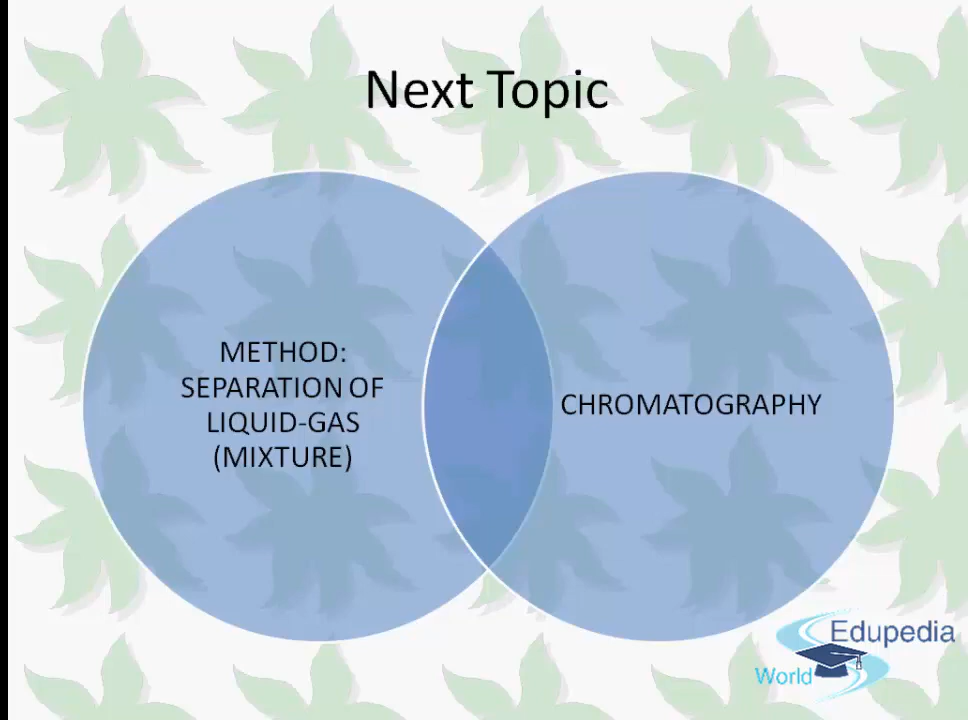 Next Topic
METHOD:
SEPARATION OF
LIQUID-GAS
(MIXTURE)
CHROMATOGRAPHY
Edupedia
World